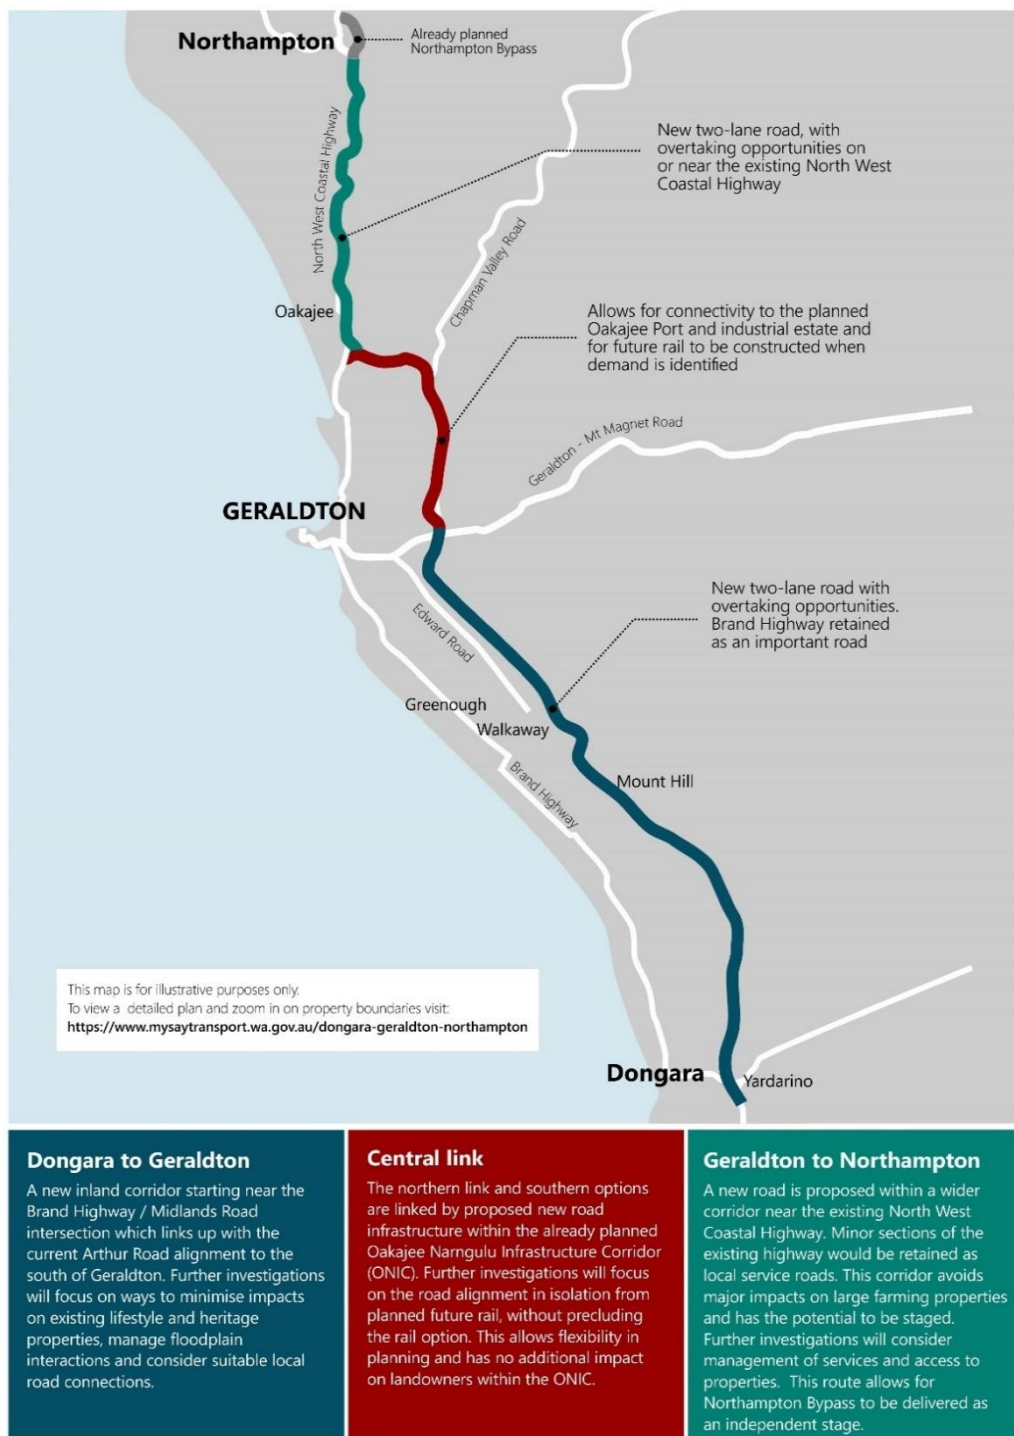 Northampton
Already planned
Northampton Bypass
North West Coastal Highway
New two-lane road, with
overtaking opportunities on
or near the existing North West
Coastal Highway
Chapman Valley Road
Oakajee
Allows for connectivity to the planned
Oakajee Port and industrial estate and
for future rail to be constructed when
demand is identified
Geraldton - Mt Magnet Road
GERALDTON
New two-lane road with
overtaking opportunities.
Brand Highway retained
as an important road
Edward Road
Greenough
Walkaway
Mount Hill
Brand Highway
This map is for illustrative purposes only.
To view a detailed plan and zoom in on property boundaries visit:
https://www.mysaytransport.wa.gov.au/dongara-geraldton-northampton
Dongara
Yardarino
Dongara to Geraldton
A new inland corridor starting near the
Brand Highway / Midlands Road
intersection which links up with the
current Arthur Road alignment to the
south of Geraldton. Further investigations
will focus on ways to minimise impacts
on existing lifestyle and heritage
properties, manage floodplain
interactions and consider suitable local
road connections.
Central link
The northern link and southern options
are linked by proposed new road
infrastructure within the already planned
Oakajee Narngulu Infrastructure Corridor
(ONIC). Further investigations will focus
on the road alignment in isolation from
planned future rail, without precluding
the rail option. This allows flexibility in
planning and has no additional impact
on landowners within the ONIC.
Geraldton to Northampton
A new road is proposed within a wider
corridor near the existing North West
Coastal Highway. Minor sections of the
existing highway would be retained as
local service roads. This corridor avoids
major impacts on large farming properties
and has the potential to be staged.
Further investigations will consider
management of services and access to
properties. This route allows for
Northampton Bypass to be delivered as
an independent stage.